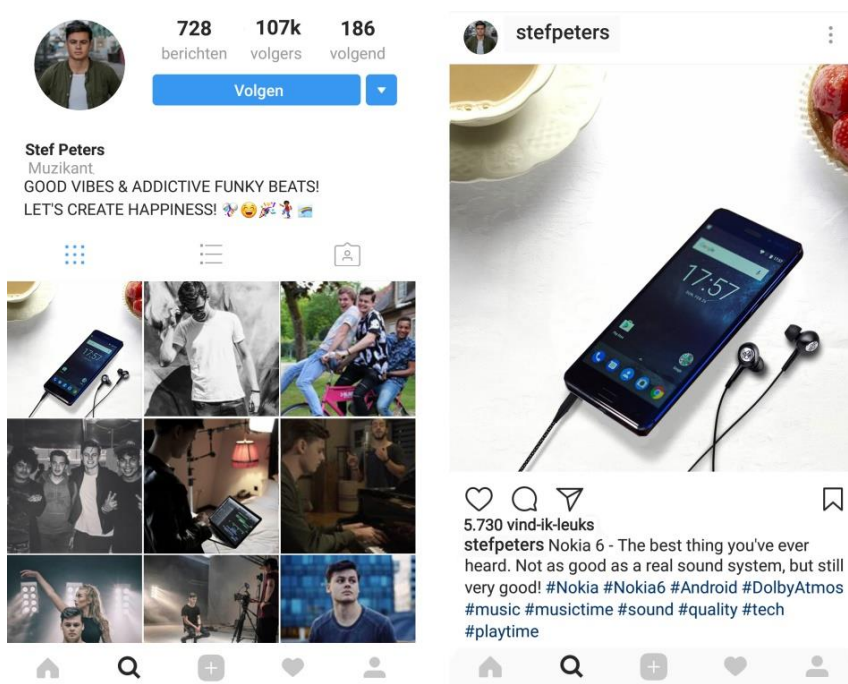 728 107k 186
berichten volgers volgend
Volgen
Stef Peters
Muzikant
GOOD VIBES & ADDICTIVE FUNKY BEATS!
LET'S CREATE HAPPINESS!
17:57
stefpeters
Google
17:57
5.730 vind-ik-leuks
stefpeters Nokia 6 - The best thing you've ever
heard. Not as good as a real sound system, but still
very good! #Nokia #Nokia6 #Android #DolbyAtmos
#music #musictime #sound #quality #tech
#playtime